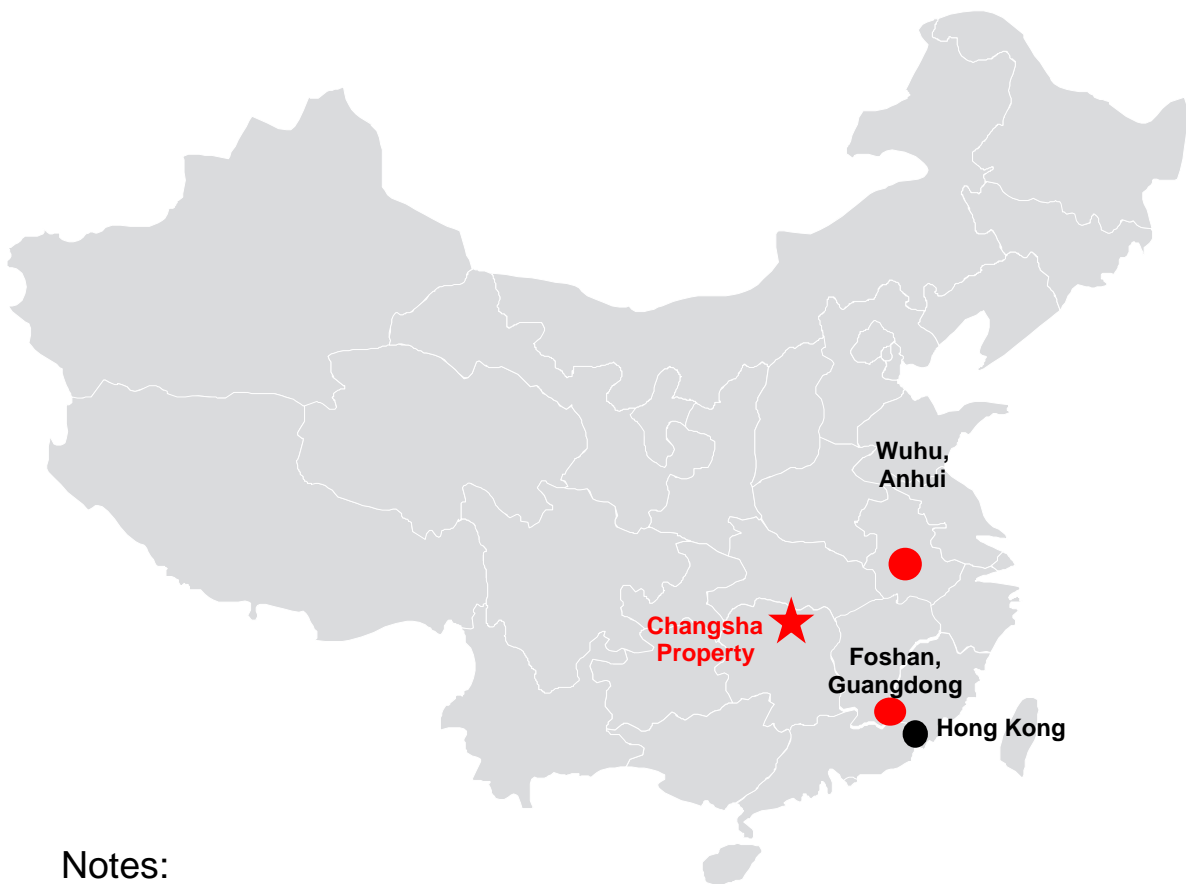 Wuhu,
Anhui
Changsha
Property
Foshan,
Guangdong
Hong Kong
Notes: